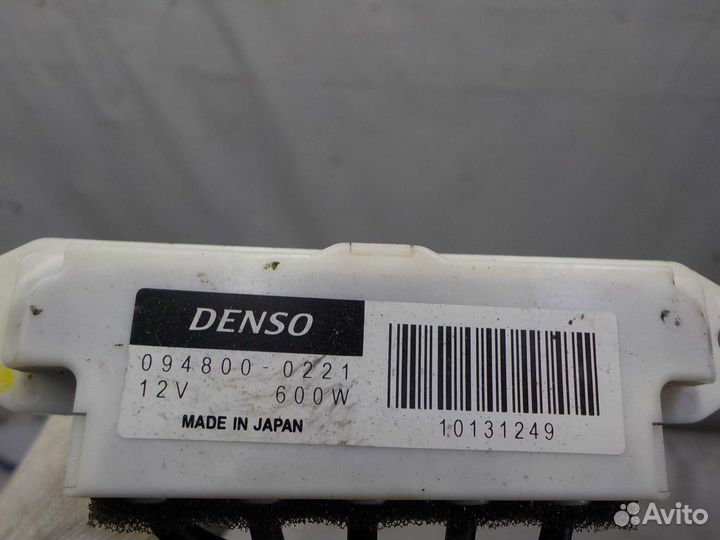 DENSO
094800-0221
12V 600W
MADE IN JAPAN
10131249
Avito